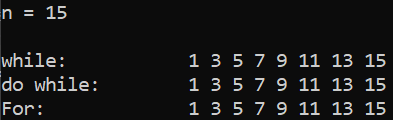 n = 15
while: 1 3 5 7 9 11 13 15
do while: 1 3 5 7 9 11 13 15
For: 1 3 5 7 9 11 13 15